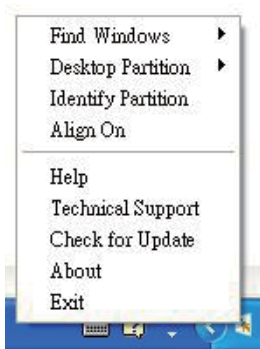 Find Windows
Desktop Partition
Identify Partition
Align On
Help
Technical Support
Check for Update
About
Exit